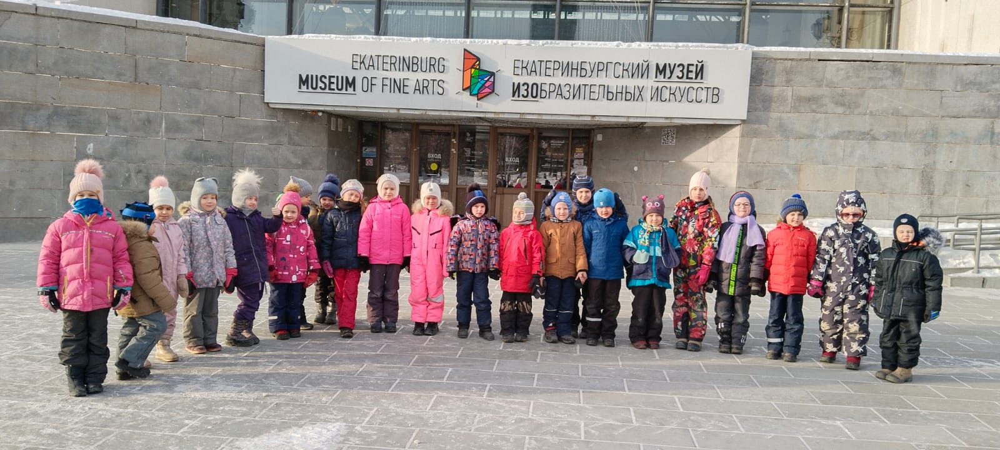 EKATERINBURG
MUSEUM OF FINE ARTS
ЕКАТЕРИНБУРГСКИЙ МУЗЕЙ
ИЗОБРАЗИТЕЛЬНЫХ ИСКУССТВ
ВХОД
ВХОД